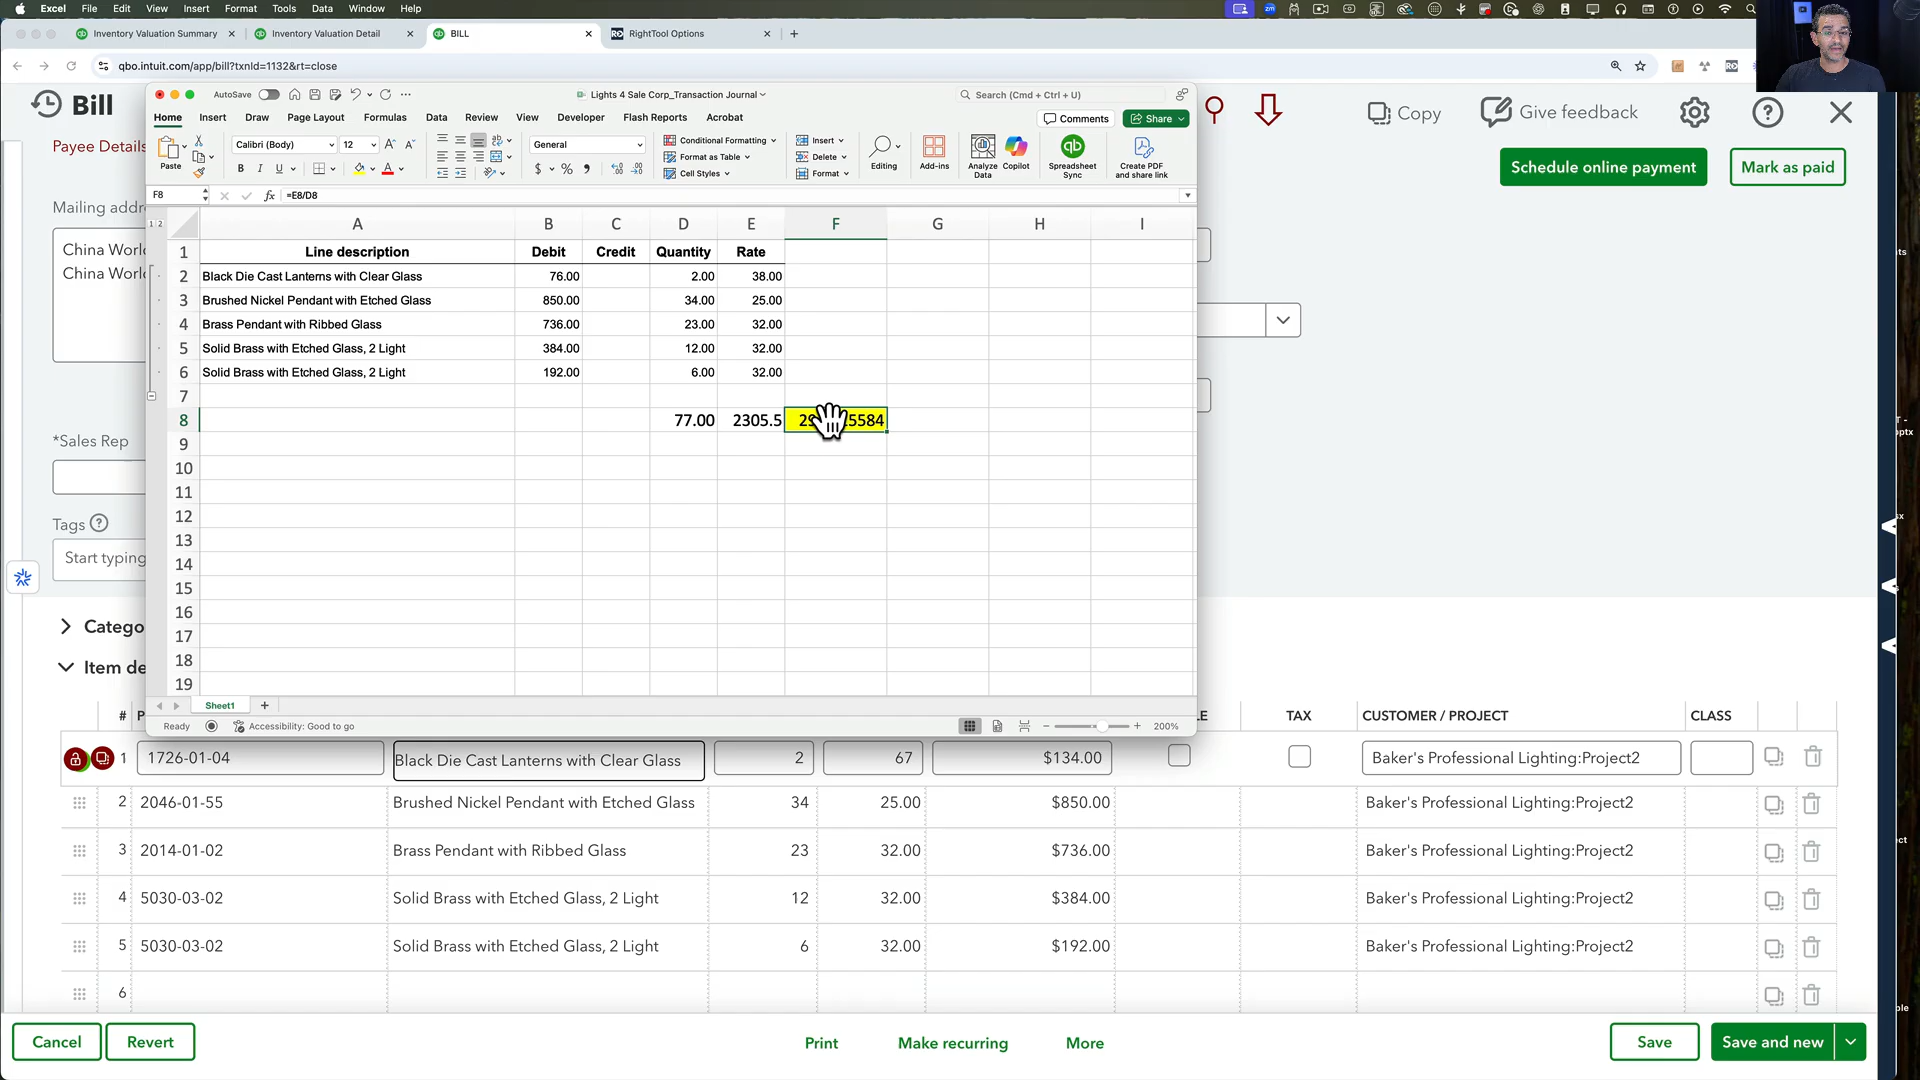 Excel File Edit View Insert Format Tools Data Window Help
Inventory Valuation Summary Inventory Valuation Detail BILL RightTool Options
qbo.intuit.com/app/bill?txnId=1132&rt=close
Bill
Copy Give feedback
Payee Details
Schedule online payment Mark as paid
Mailing addr
China World
China World
*Sales Rep
Tags
Start typing
AutoSave Lights 4 Sale Corp_Transaction Journal Search (Cmd + Ctrl + U)
Home Insert Draw Page Layout Formulas Data Review View Developer Flash Reports Acrobat Comments Share
Paste Calibri (Body) 12 General Conditional Formatting Format as Table Cell Styles Insert Delete Format Editing Add-ins Analyze Data Copilot Spreadsheet Sync Create PDF and share link
F8 fx =E8/D8
A B C D E F G H I
1 Line description Debit Credit Quantity Rate
2 Black Die Cast Lanterns with Clear Glass 76.00 2.00 38.00
3 Brushed Nickel Pendant with Etched Glass 850.00 34.00 25.00
4 Brass Pendant with Ribbed Glass 736.00 23.00 32.00
5 Solid Brass with Etched Glass, 2 Light 384.00 12.00 32.00
6 Solid Brass with Etched Glass, 2 Light 192.00 6.00 32.00
7
8 77.00 2305.5
9
10
11
12
13
14
15
16
17
18
19
Sheet1
Ready Accessibility: Good to go 200%
Catego
Item de
# P LE TAX CUSTOMER / PROJECT CLASS
1 1726-01-04 Black Die Cast Lanterns with Clear Glass 2 67 $134.00 Baker's Professional Lighting:Project2
2 2046-01-55 Brushed Nickel Pendant with Etched Glass 34 25.00 $850.00 Baker's Professional Lighting:Project2
3 2014-01-02 Brass Pendant with Ribbed Glass 23 32.00 $736.00 Baker's Professional Lighting:Project2
4 5030-03-02 Solid Brass with Etched Glass, 2 Light 12 32.00 $384.00 Baker's Professional Lighting:Project2
5 5030-03-02 Solid Brass with Etched Glass, 2 Light 6 32.00 $192.00 Baker's Professional Lighting:Project2
6
Cancel Revert Print Make recurring More Save Save and new